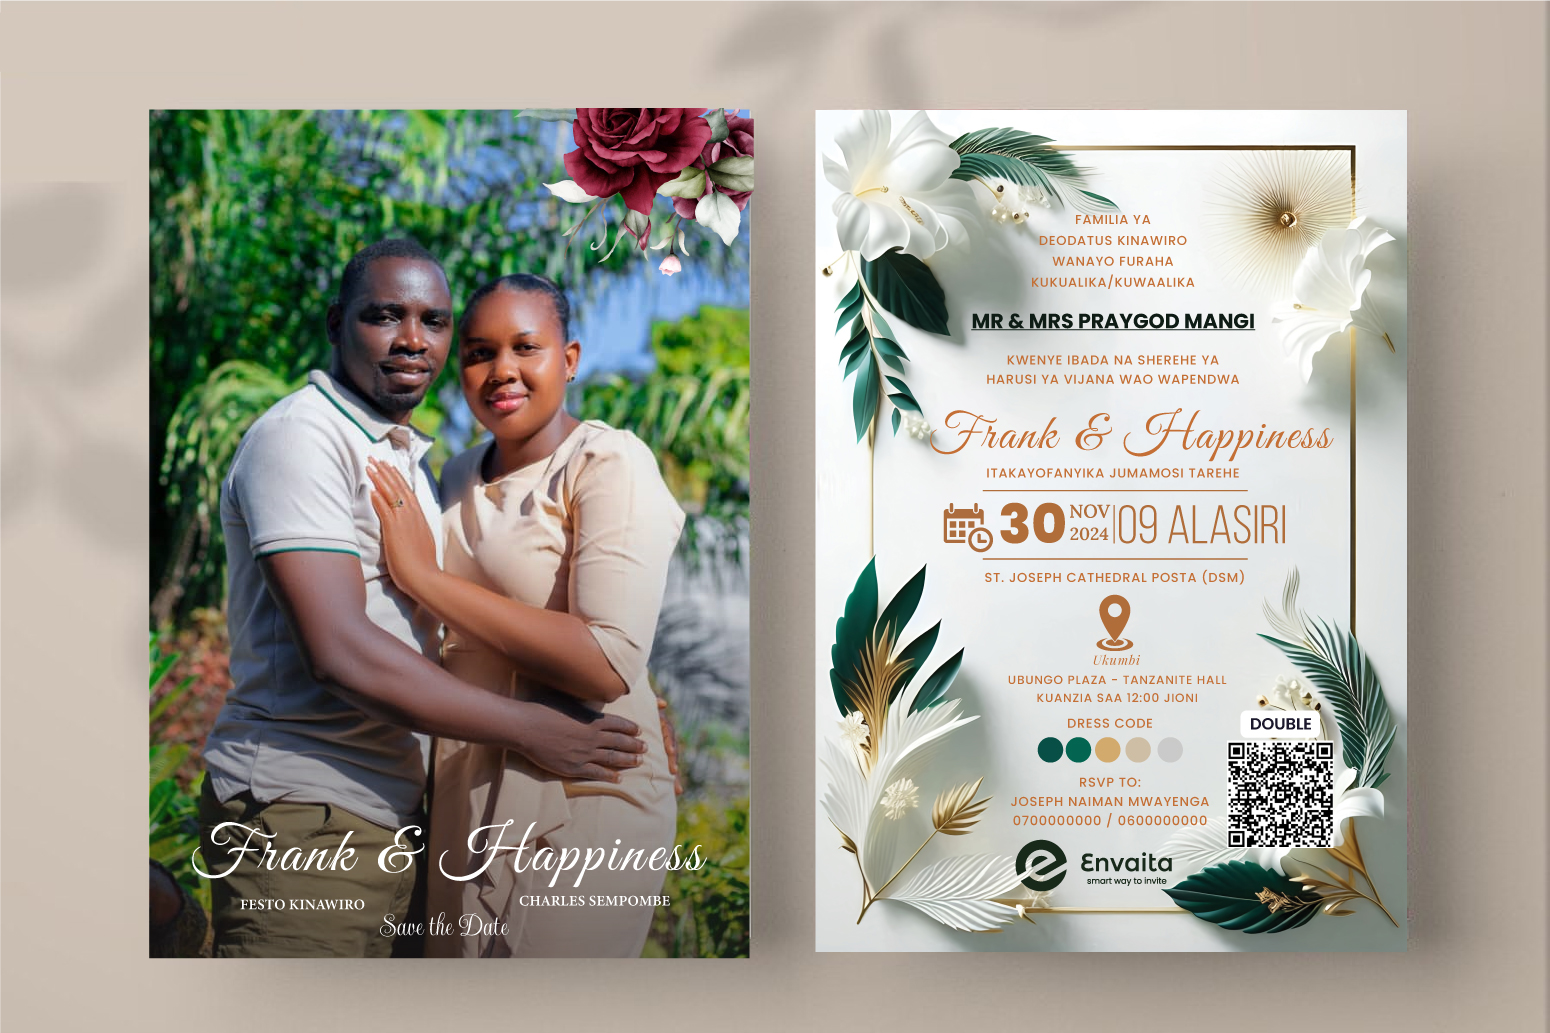 Frank & Happiness
FESTO KINAWIRO
CHARLES SEMPOMBE
Save the Date
FAMILIA YA
DEODATUS KINAWIRO
WANAYO FURAHA
KUKUALIKA/KUWAALIKA
MR & MRS PRAYGOD MANGI
KWENYE IBADA NA SHEREHE YA
HARUSI YA VIJANA WAO WAPENDWA
Frank & Happiness
ITAKAYOFANYIKA JUMAMOSI TAREHE
30 NOV 2024 | 09 ALASIRI
ST. JOSEPH CATHEDRAL POSTA (DSM)
Ukumbi
UBUNGO PLAZA - TANZANITE HALL
KUANZIA SAA 12:00 JIONI
DRESS CODE
DOUBLE
RSVP TO:
JOSEPH NAIMAN MWAYENGA
0700000000 / 0600000000
Envaita
smart way to invite